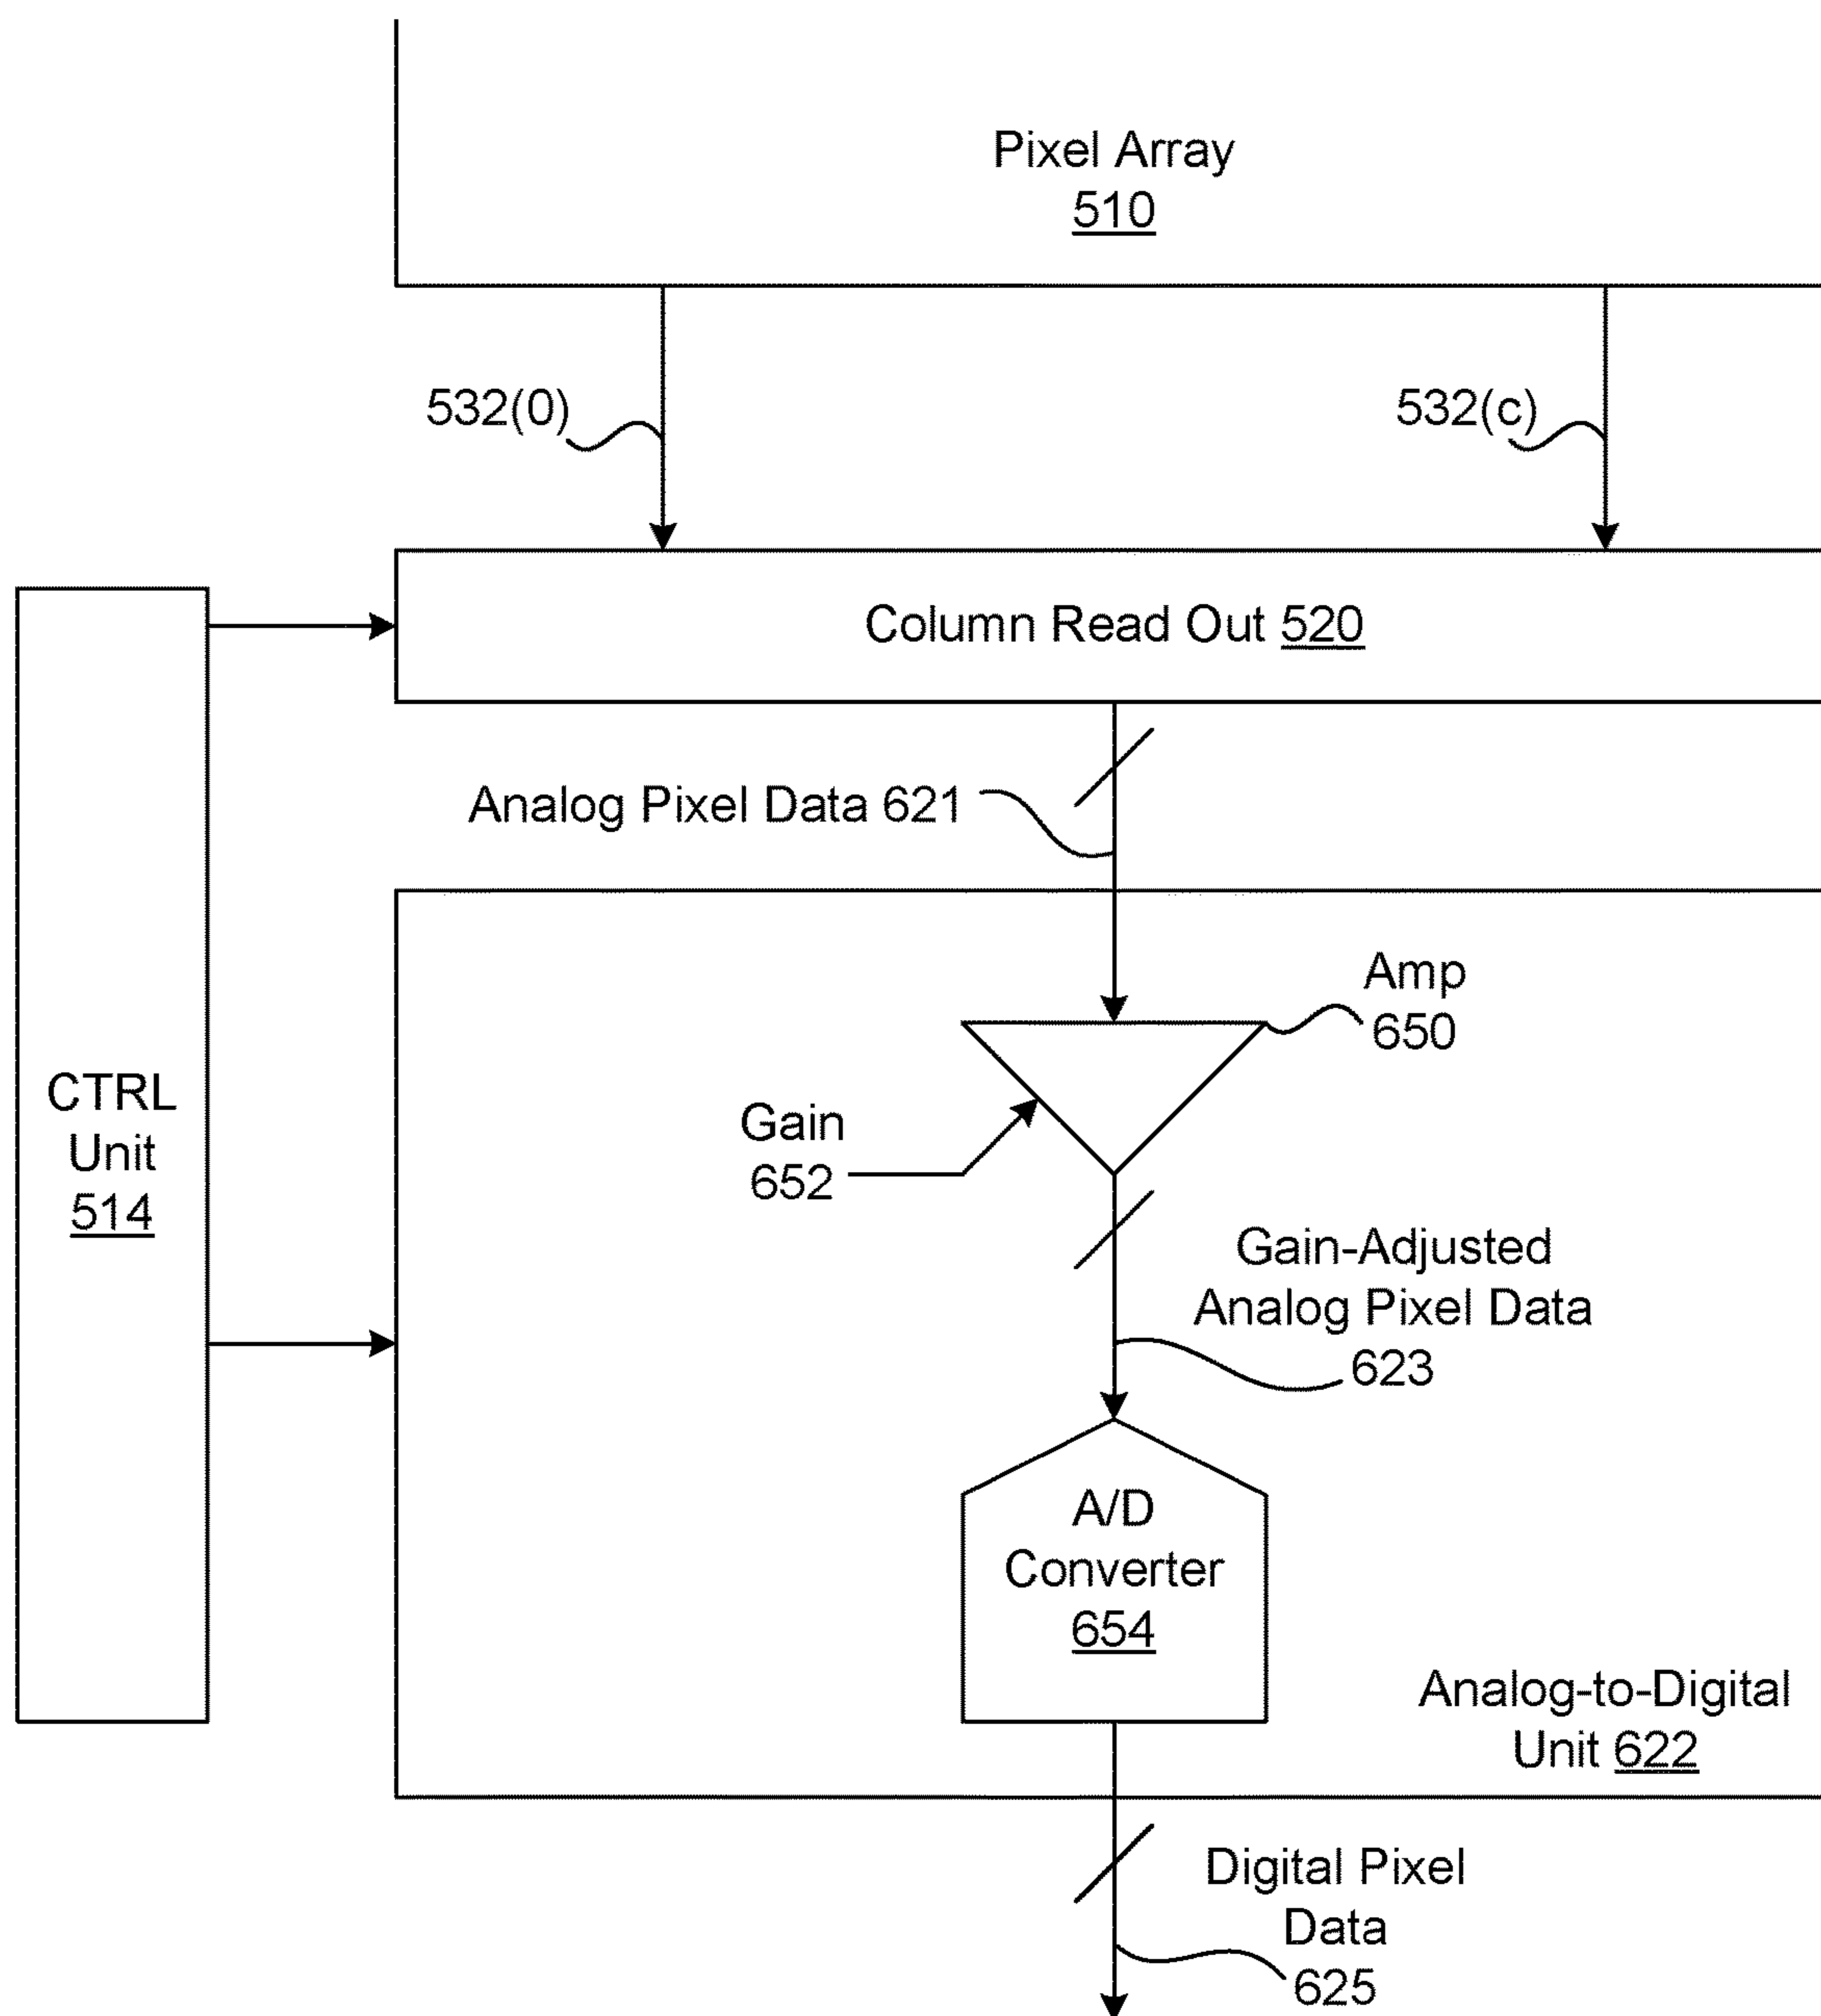 Pixel Array
510
532(0)
532(c)
Column Read Out 520
Analog Pixel Data 621
Amp
650
CTRL
Unit
514
Gain
652
Gain-Adjusted
Analog Pixel Data
623
A/D
Converter
654
Analog-to-Digital
Unit 622
Digital Pixel
Data
625